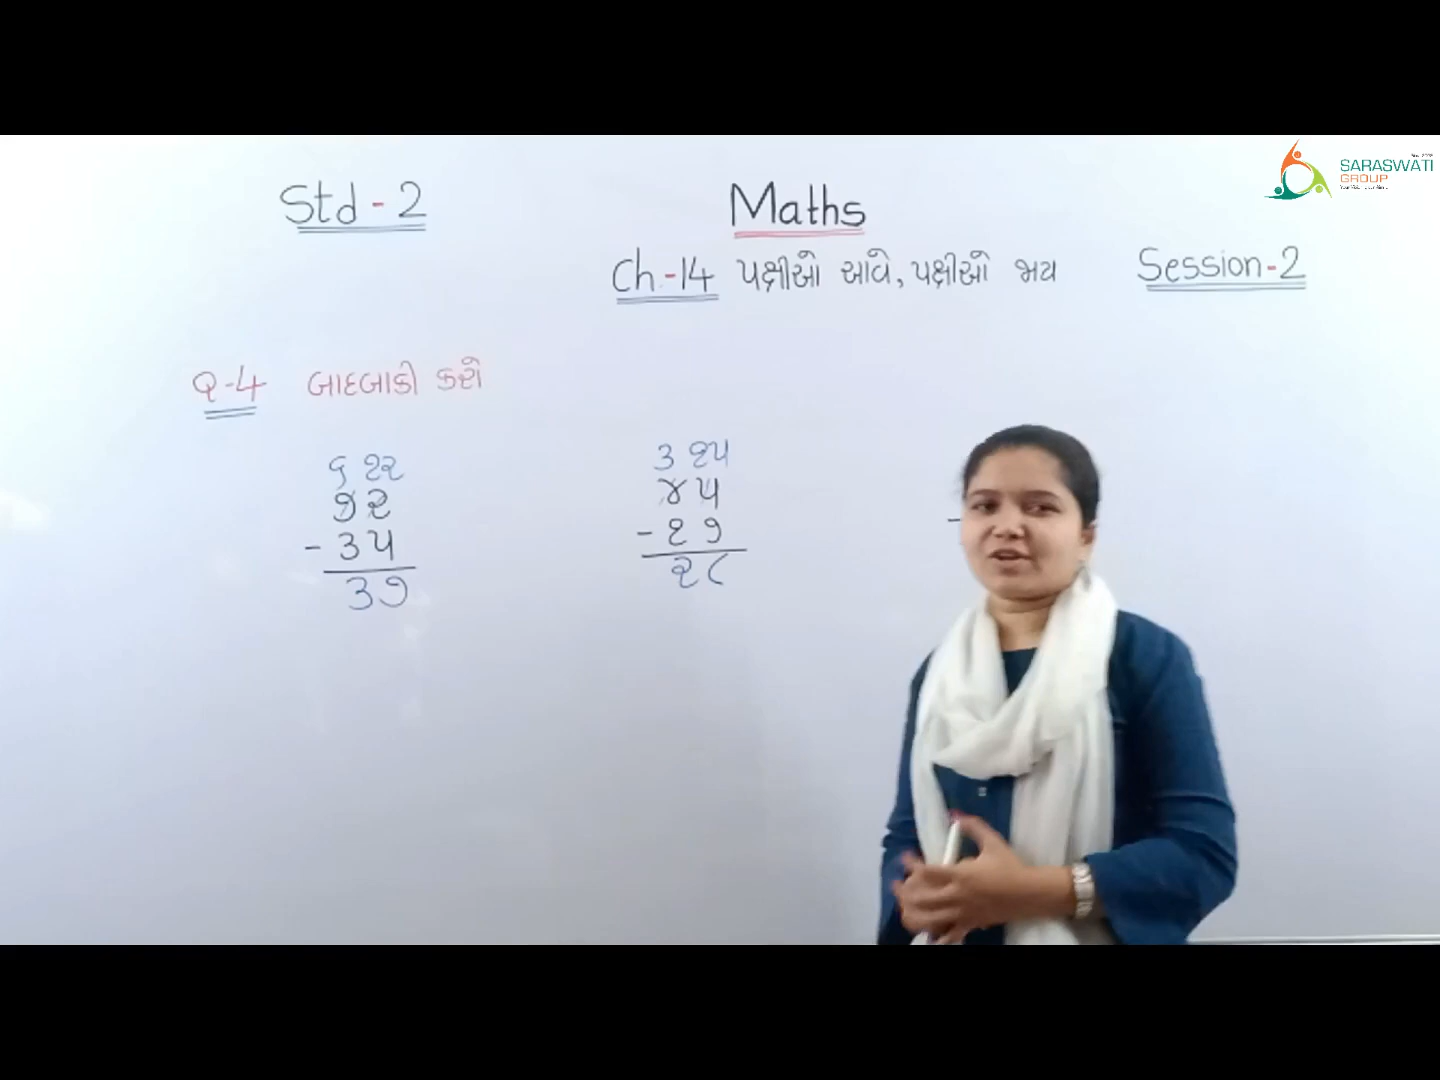 SARASWATI
GROUP
Std-2
Maths
Ch.-14 પક્ષીઓ આવે, પક્ષીઓ જાય
Session-2
Q-4 બાદબાકી કરો
૬ ૧૨
૭૨
- ૩૫
૩૭
૩ ૧૫
૪૫
- ૧૭
૨૮
-